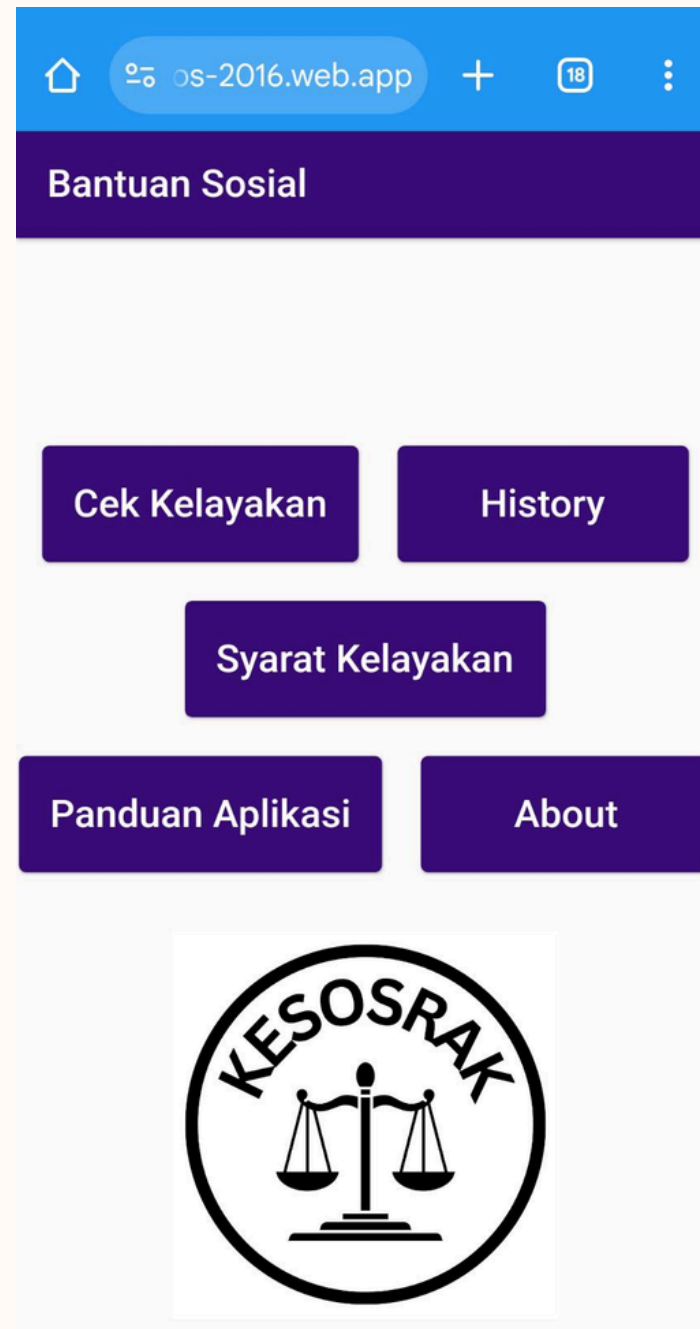 os-2016.web.app
18
Bantuan Sosial
Cek Kelayakan
History
Syarat Kelayakan
Panduan Aplikasi
About
KESOSRAK